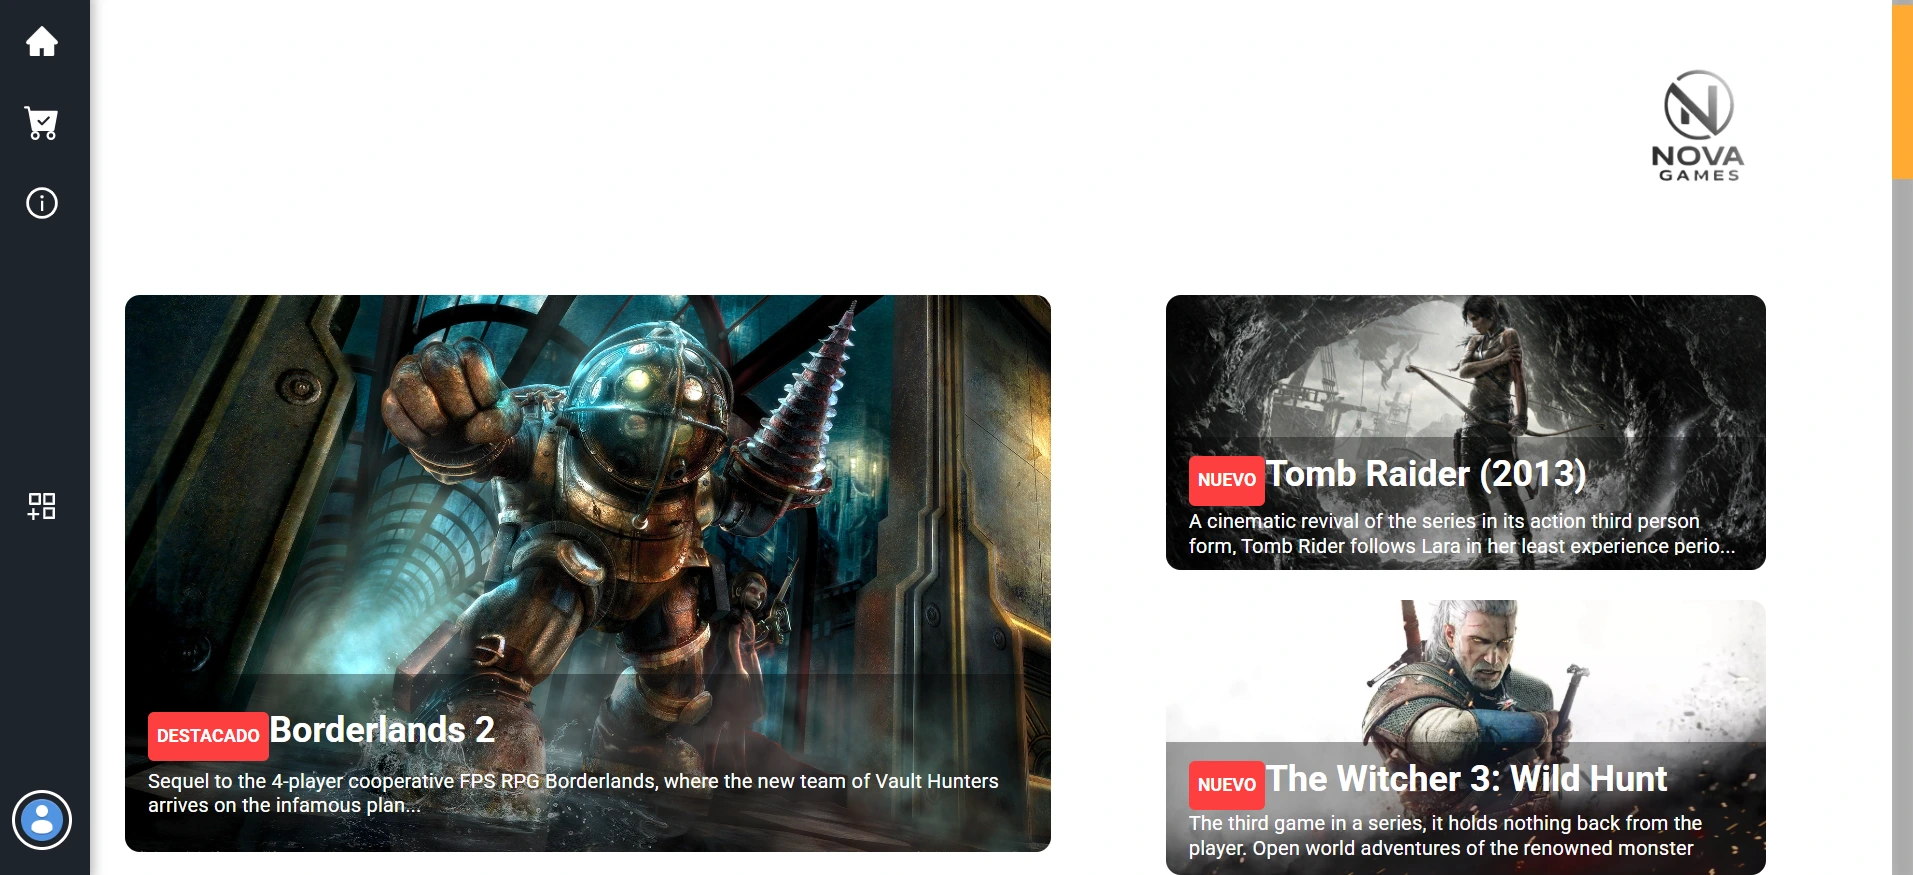 NOVA
GAMES
DESTACADO Borderlands 2
Sequel to the 4-player cooperative FPS RPG Borderlands, where the new team of Vault Hunters
arrives on the infamous plan...
NUEVO Tomb Raider (2013)
A cinematic revival of the series in its action third person
form, Tomb Rider follows Lara in her least experience perio...
NUEVO The Witcher 3: Wild Hunt
The third game in a series, it holds nothing back from the
player. Open world adventures of the renowned monster